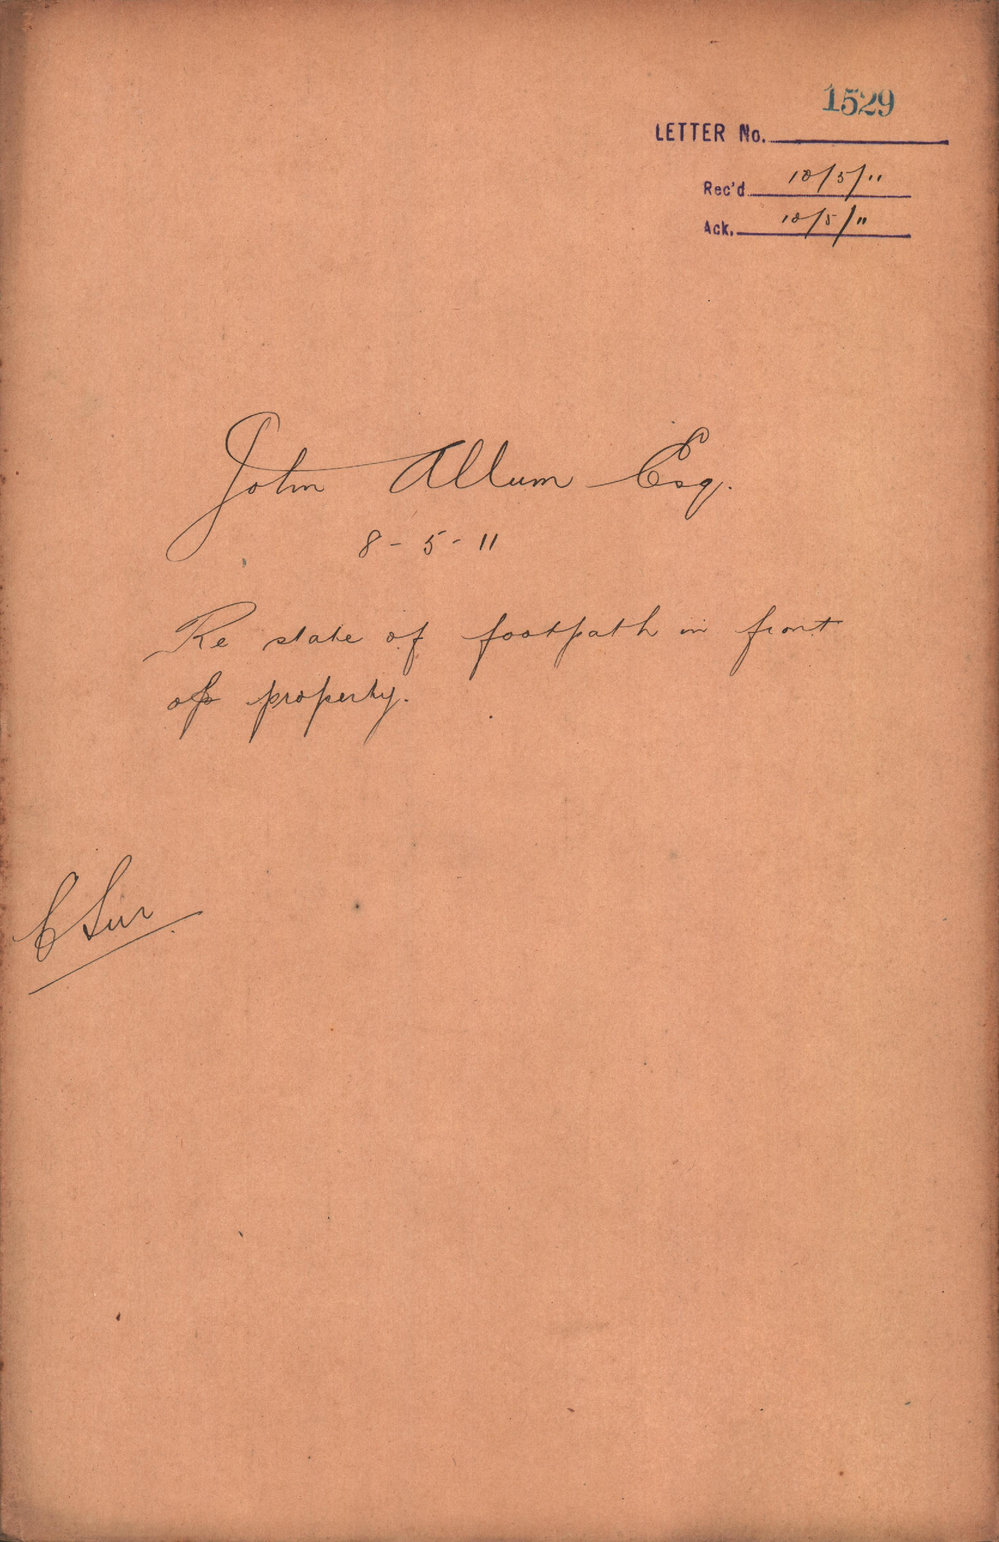 1529
LETTER No.
Rec'd 10/5/11
Ack. 10/5/11
John Allum Esq.
8-5-11
Re state of footpath in front
of property.
C Sur